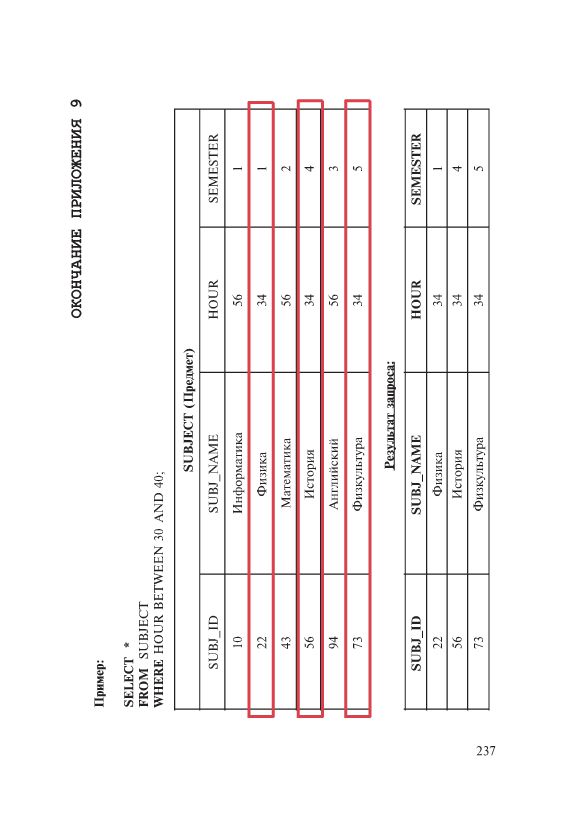 ОКОНЧАНИЕ ПРИЛОЖЕНИЯ 9
Пример:
SELECT *
FROM SUBJECT
WHERE HOUR BETWEEN 30 AND 40;
SUBJECT (Предмет)
SUBJ_ID SUBJ_NAME HOUR SEMESTER
10 Информатика 56 1
22 Физика 34 1
43 Математика 56 2
56 История 34 4
94 Английский 56 3
73 Физкультура 34 5
Результат запроса:
SUBJ_ID SUBJ_NAME HOUR SEMESTER
22 Физика 34 1
56 История 34 4
73 Физкультура 34 5
237